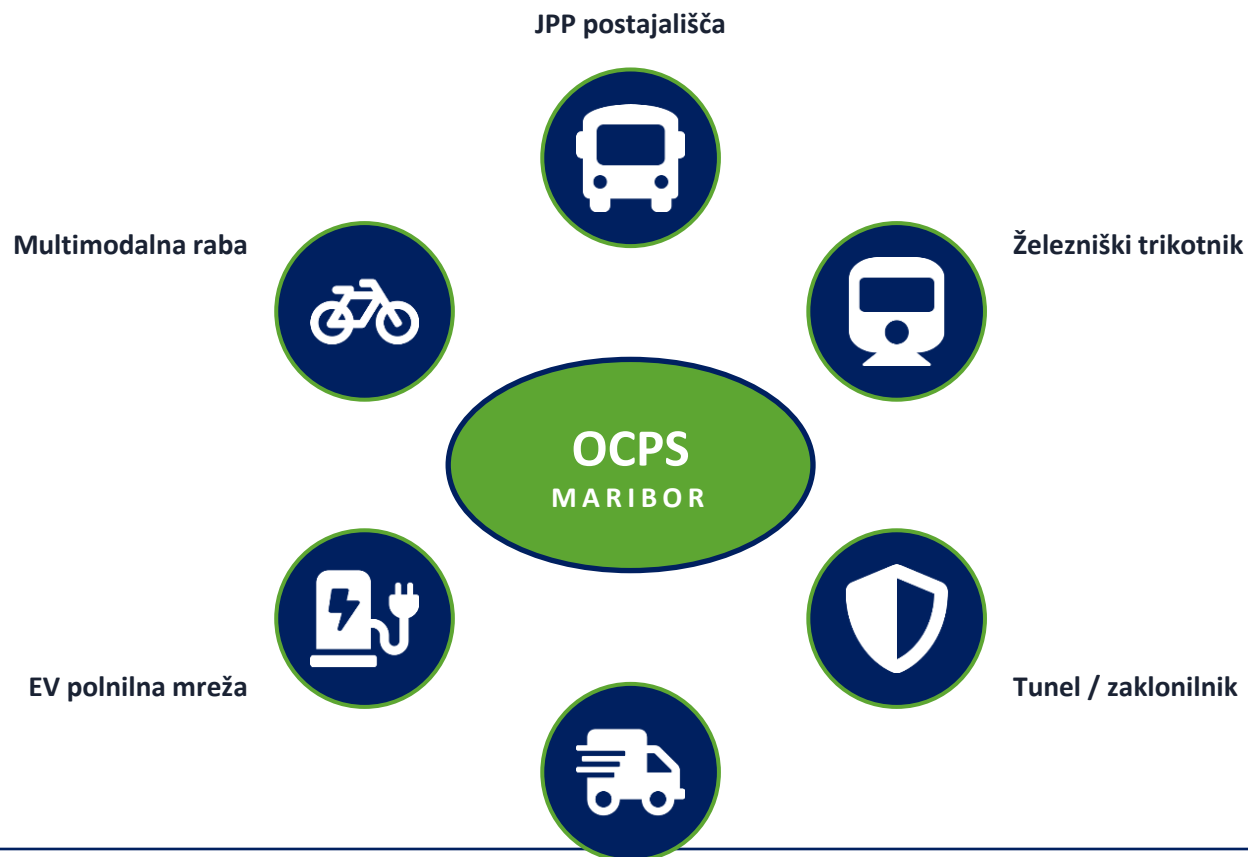 JPP postajališča
Multimodalna raba
Železniški trikotnik
OCPS
MARIBOR
EV polnilna mreža
Tunel / zaklonilnik